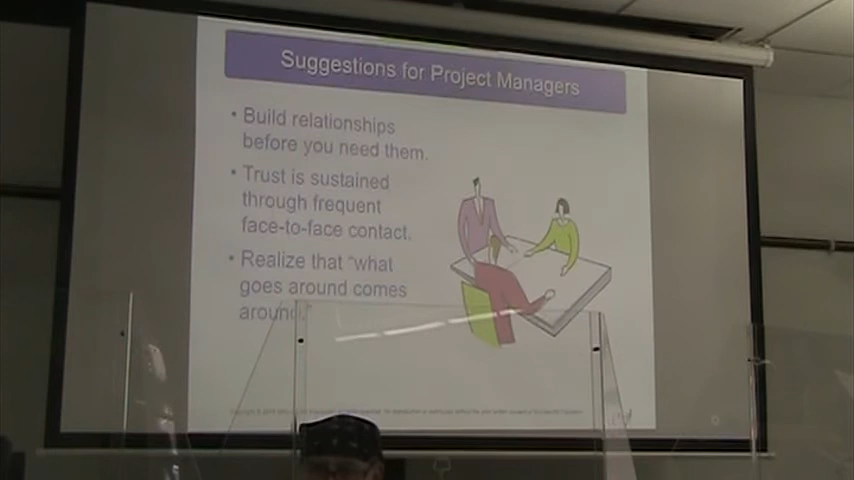 Suggestions for Project Managers
• Build relationships
before you need them.
• Trust is sustained
through frequent
face-to-face contact.
• Realize that “what
goes around comes
around.”